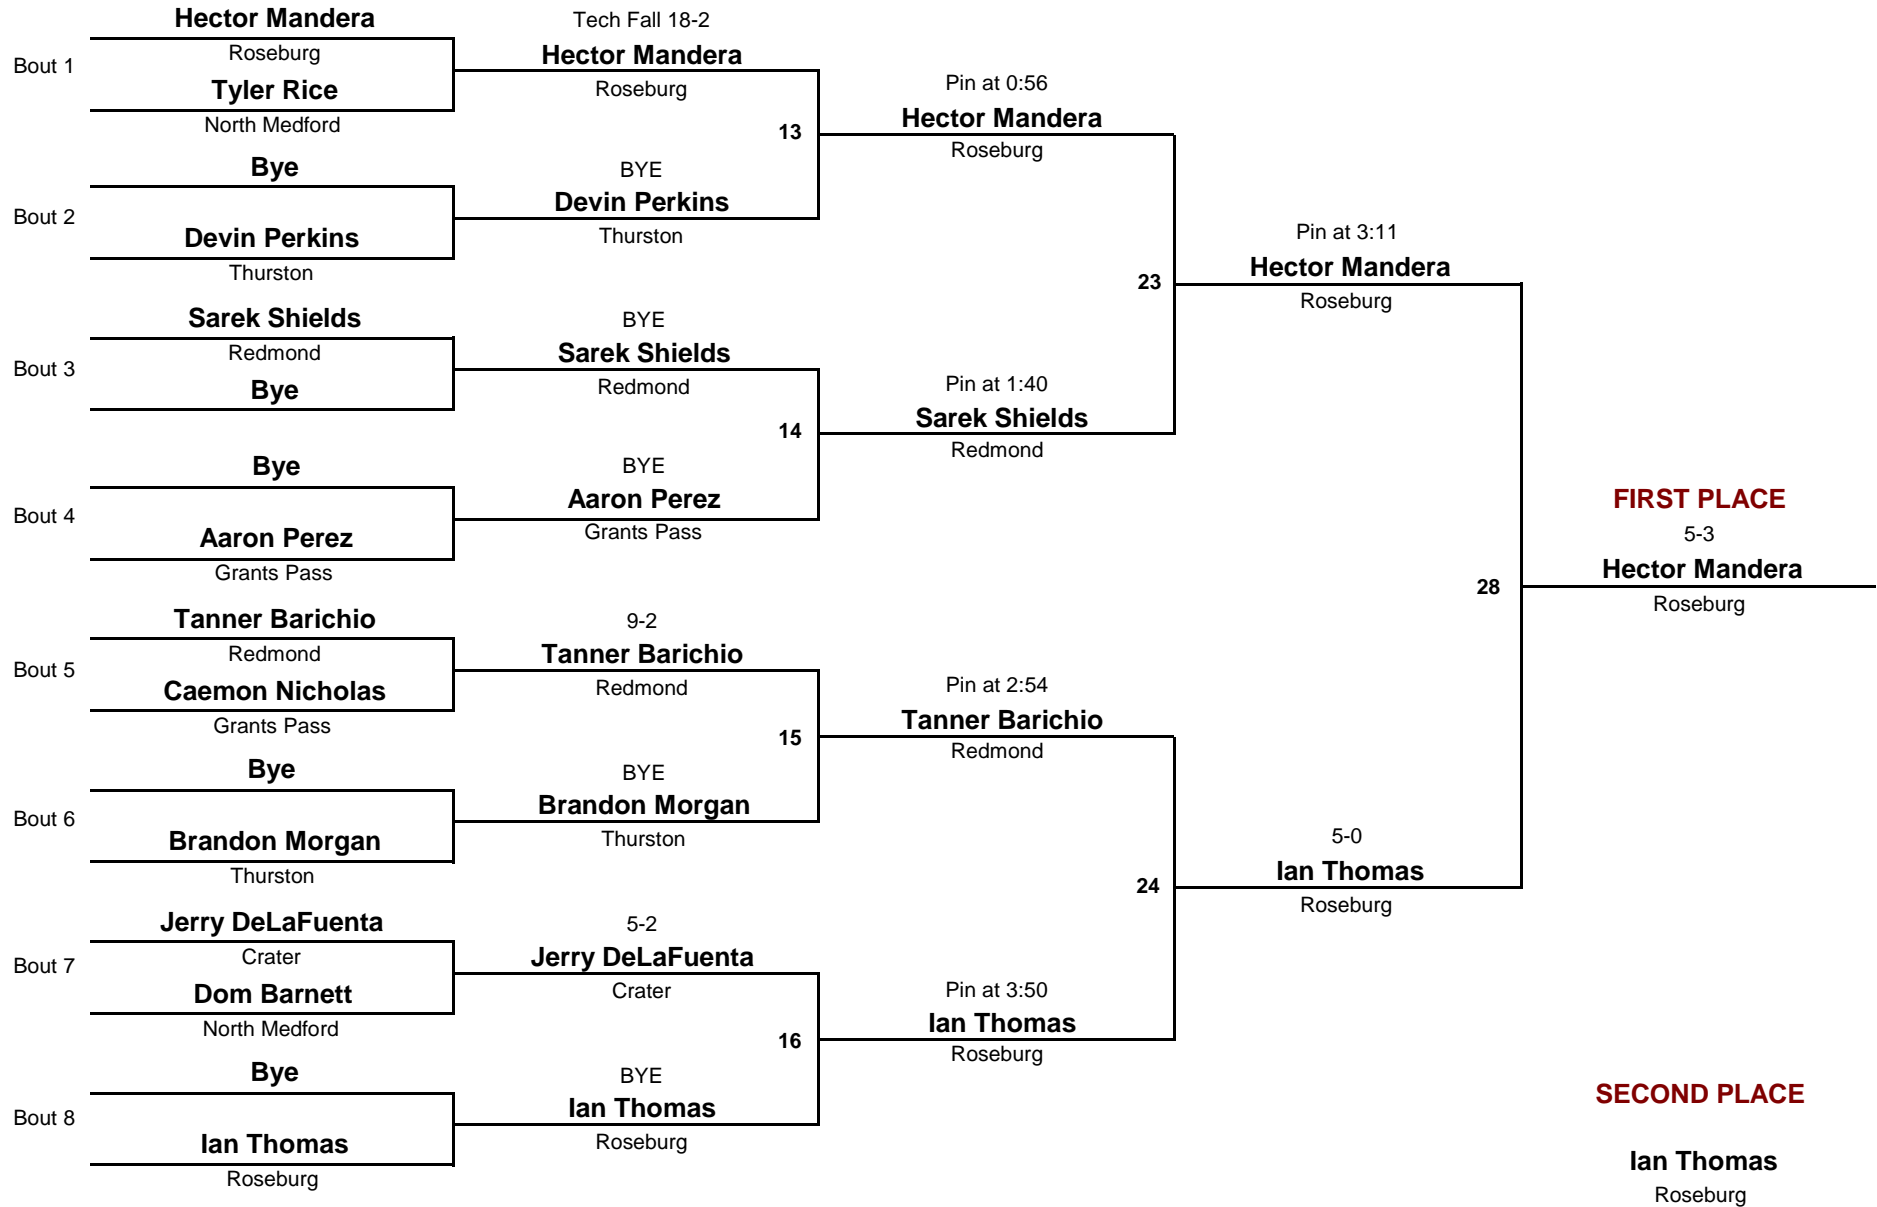 Hector Mandera
Bout 1
Roseburg
Tyler Rice
North Medford
Bye
Bout 2
Devin Perkins
Thurston
Sarek Shields
Bout 3
Redmond
Bye
Bye
Bout 4
Aaron Perez
Grants Pass
Tanner Barichio
Bout 5
Redmond
Caemon Nicholas
Grants Pass
Bye
Bout 6
Brandon Morgan
Thurston
Jerry DeLaFuenta
Bout 7
Crater
Dom Barnett
North Medford
Bye
Bout 8
Ian Thomas
Roseburg
Tech Fall 18-2
Hector Mandera
Roseburg
13
BYE
Devin Perkins
Thurston
BYE
Sarek Shields
Redmond
14
BYE
Aaron Perez
Grants Pass
9-2
Tanner Barichio
Redmond
15
BYE
Brandon Morgan
Thurston
5-2
Jerry DeLaFuenta
Crater
16
BYE
Ian Thomas
Roseburg
Pin at 0:56
Hector Mandera
Roseburg
23
Pin at 1:40
Sarek Shields
Redmond
Pin at 2:54
Tanner Barichio
Redmond
24
Pin at 3:50
Ian Thomas
Roseburg
Pin at 3:11
Hector Mandera
Roseburg
28
5-0
Ian Thomas
Roseburg
FIRST PLACE
5-3
Hector Mandera
Roseburg
SECOND PLACE
Ian Thomas
Roseburg